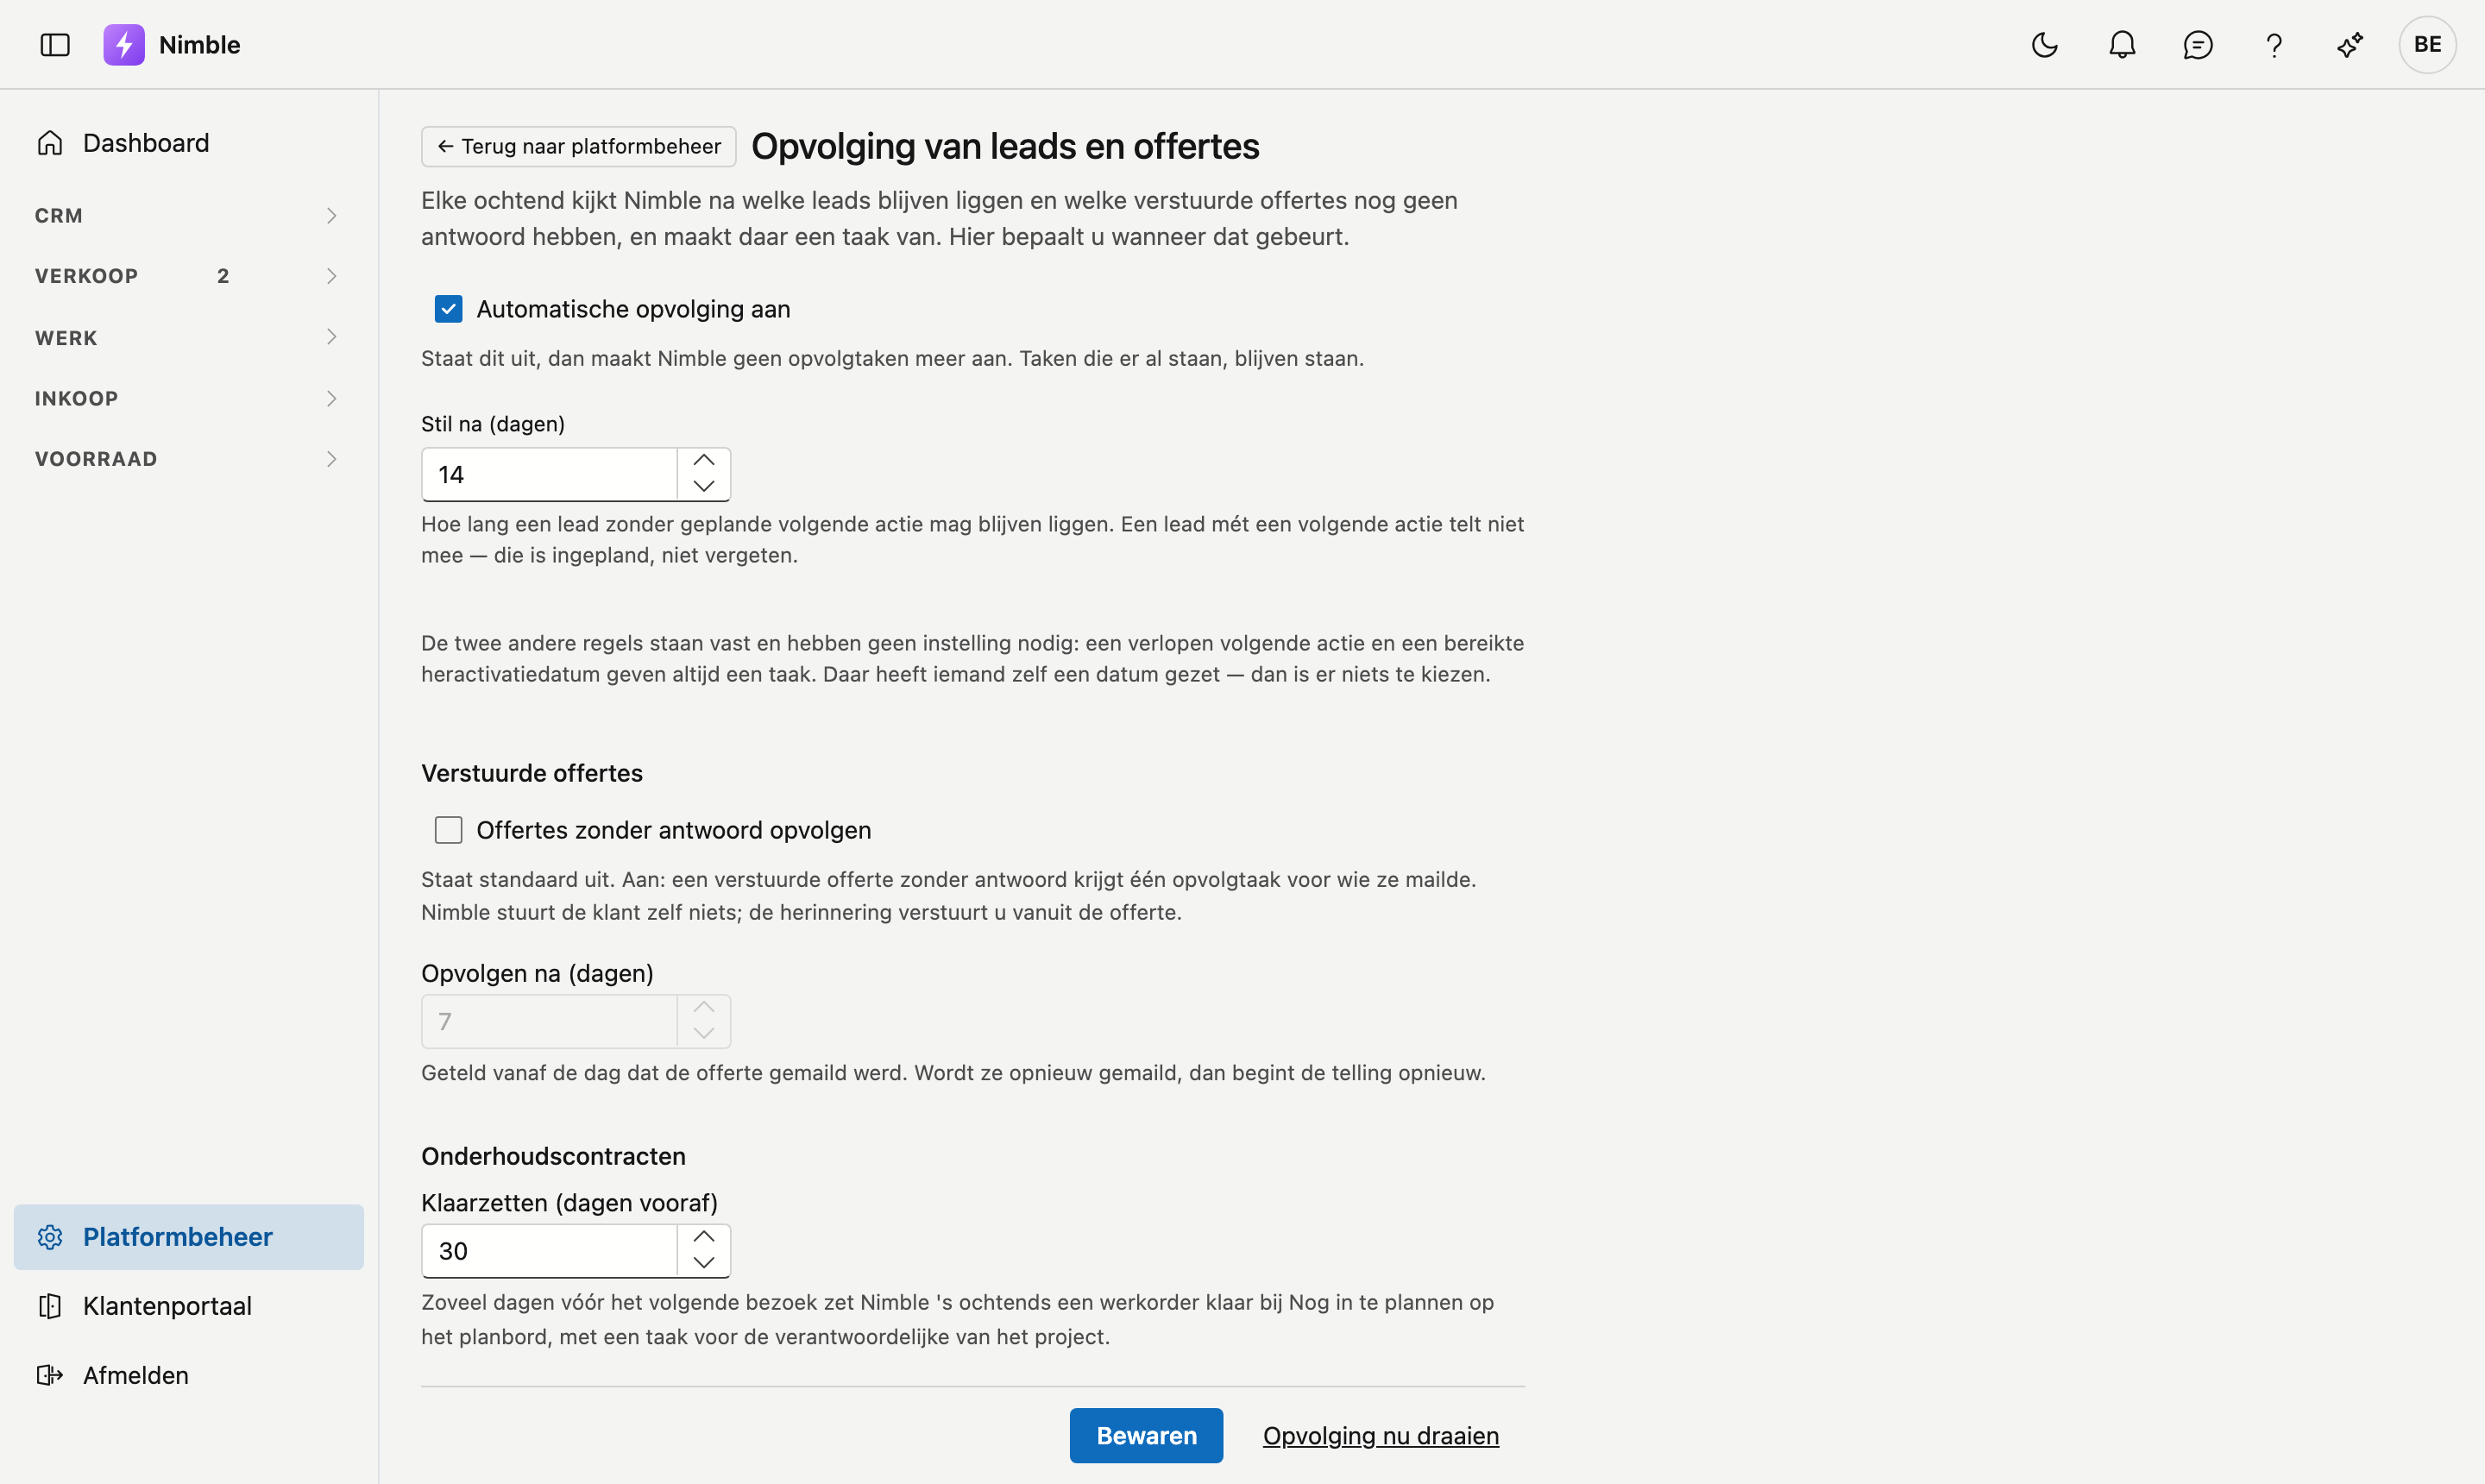 Nimble
BE
Dashboard
CRM
VERKOOP 2
WERK
INKOOP
VOORRAAD
Platformbeheer
Klantenportaal
Afmelden
← Terug naar platformbeheer
Opvolging van leads en offertes
Elke ochtend kijkt Nimble na welke leads blijven liggen en welke verstuurde offertes nog geen
antwoord hebben, en maakt daar een taak van. Hier bepaalt u wanneer dat gebeurt.
Automatische opvolging aan
Staat dit uit, dan maakt Nimble geen opvolgtaken meer aan. Taken die er al staan, blijven staan.
Stil na (dagen)
14
Hoe lang een lead zonder geplande volgende actie mag blijven liggen. Een lead mét een volgende actie telt niet
mee — die is ingepland, niet vergeten.
De twee andere regels staan vast en hebben geen instelling nodig: een verlopen volgende actie en een bereikte
heractivatiedatum geven altijd een taak. Daar heeft iemand zelf een datum gezet — dan is er niets te kiezen.
Verstuurde offertes
Offertes zonder antwoord opvolgen
Staat standaard uit. Aan: een verstuurde offerte zonder antwoord krijgt één opvolgtaak voor wie ze mailde.
Nimble stuurt de klant zelf niets; de herinnering verstuurt u vanuit de offerte.
Opvolgen na (dagen)
7
Geteld vanaf de dag dat de offerte gemaild werd. Wordt ze opnieuw gemaild, dan begint de telling opnieuw.
Onderhoudscontracten
Klaarzetten (dagen vooraf)
30
Zoveel dagen vóór het volgende bezoek zet Nimble 's ochtends een werkorder klaar bij Nog in te plannen op
het planbord, met een taak voor de verantwoordelijke van het project.
Bewaren
Opvolging nu draaien